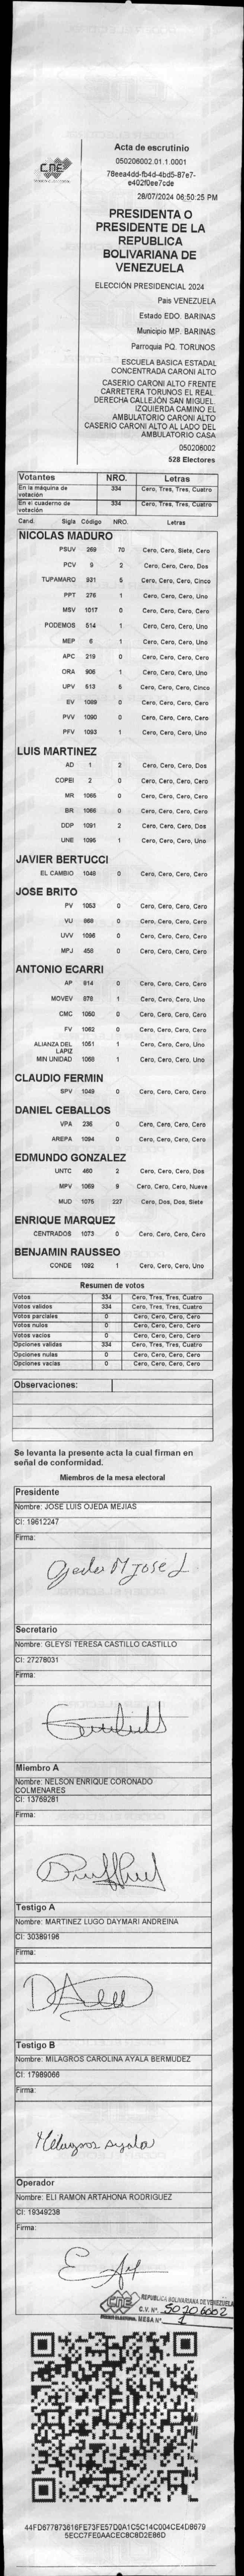 CNE
PODER ELECTORAL
Acta de escrutinio
050206002.01.1.0001
78eea4dd-fb4d-4bd5-87e7-
e402f0ee7cde
28/07/2024 06:50:25 PM
PRESIDENTA O
PRESIDENTE DE LA
REPUBLICA
BOLIVARIANA DE
VENEZUELA
ELECCIÓN PRESIDENCIAL 2024
Pais VENEZUELA
Estado EDO. BARINAS
Municipio MP. BARINAS
Parroquia PQ. TORUNOS
ESCUELA BASICA ESTADAL
CONCENTRADA CARONI ALTO
CASERIO CARONI ALTO FRENTE
CARRETERA TORUNOS EL REAL.
DERECHA CALLEJON SAN MIGUEL.
IZQUIERDA CAMINO EL
AMBULATORIO CARONI ALTO
CASERIO CARONI ALTO AL LADO DEL
AMBULATORIO CASA
050206002
528 Electores
Votantes NRO. Letras
En la máquina de votación 334 Cero, Tres, Tres, Cuatro
En el cuaderno de votación 334 Cero, Tres, Tres, Cuatro
Cand. Sigla Código NRO. Letras
NICOLAS MADURO
PSUV 269 70 Cero, Cero, Siete, Cero
PCV 9 2 Cero, Cero, Cero, Dos
TUPAMARO 931 5 Cero, Cero, Cero, Cinco
PPT 276 1 Cero, Cero, Cero, Uno
MSV 1017 0 Cero, Cero, Cero, Cero
PODEMOS 514 1 Cero, Cero, Cero, Uno
MEP 6 1 Cero, Cero, Cero, Uno
APC 219 0 Cero, Cero, Cero, Cero
ORA 906 1 Cero, Cero, Cero, Uno
UPV 513 5 Cero, Cero, Cero, Cinco
EV 1089 0 Cero, Cero, Cero, Cero
PVV 1090 0 Cero, Cero, Cero, Cero
PFV 1093 1 Cero, Cero, Cero, Uno
LUIS MARTINEZ
AD 1 2 Cero, Cero, Cero, Dos
COPEI 2 0 Cero, Cero, Cero, Cero
MR 1065 0 Cero, Cero, Cero, Cero
BR 1066 0 Cero, Cero, Cero, Cero
DDP 1091 2 Cero, Cero, Cero, Dos
UNE 1095 1 Cero, Cero, Cero, Uno
JAVIER BERTUCCI
EL CAMBIO 1048 0 Cero, Cero, Cero, Cero
JOSE BRITO
PV 1053 0 Cero, Cero, Cero, Cero
VU 868 0 Cero, Cero, Cero, Cero
UVV 1096 0 Cero, Cero, Cero, Cero
MPJ 456 0 Cero, Cero, Cero, Cero
ANTONIO ECARRI
AP 814 0 Cero, Cero, Cero, Cero
MOVEV 878 1 Cero, Cero, Cero, Uno
CMC 1050 0 Cero, Cero, Cero, Cero
FV 1062 0 Cero, Cero, Cero, Cero
ALIANZA DEL LAPIZ 1051 1 Cero, Cero, Cero, Uno
MIN UNIDAD 1068 1 Cero, Cero, Cero, Uno
CLAUDIO FERMIN
SPV 1049 0 Cero, Cero, Cero, Cero
DANIEL CEBALLOS
VPA 236 0 Cero, Cero, Cero, Cero
AREPA 1094 0 Cero, Cero, Cero, Cero
EDMUNDO GONZALEZ
UNTC 460 2 Cero, Cero, Cero, Dos
MPV 1069 9 Cero, Cero, Cero, Nueve
MUD 1075 227 Cero, Dos, Dos, Siete
ENRIQUE MARQUEZ
CENTRADOS 1073 0 Cero, Cero, Cero, Cero
BENJAMIN RAUSSEO
CONDE 1092 1 Cero, Cero, Cero, Uno
Resumen de votos
Votos 334 Cero, Tres, Tres, Cuatro
Votos validos 334 Cero, Tres, Tres, Cuatro
Votos parciales 0 Cero, Cero, Cero, Cero
Votos nulos 0 Cero, Cero, Cero, Cero
Votos vacios 0 Cero, Cero, Cero, Cero
Opciones validas 334 Cero, Tres, Tres, Cuatro
Opciones nulas 0 Cero, Cero, Cero, Cero
Opciones vacias 0 Cero, Cero, Cero, Cero
Observaciones:
Se levanta la presente acta la cual firman en
señal de conformidad.
Miembros de la mesa electoral
Presidente
Nombre: JOSE LUIS OJEDA MEJIAS
CI: 19612247
Firma:
Ojeda M Jose L
Secretario
Nombre: GLEYSI TERESA CASTILLO CASTILLO
CI: 27278031
Firma:
Miembro A
Nombre: NELSON ENRIQUE CORONADO
COLMENARES
CI: 13769281
Firma:
Testigo A
Nombre: MARTINEZ LUGO DAYMARI ANDREINA
CI: 30389196
Firma:
Testigo B
Nombre: MILAGROS CAROLINA AYALA BERMUDEZ
CI: 17989066
Firma:
Milagros Ayala
Operador
Nombre: ELI RAMON ARTAHONA RODRIGUEZ
CI: 19349238
Firma:
CNE
PODER ELECTORAL
REPUBLICA BOLIVARIANA DE VENEZUELA
C.V. Nº. 50206002
MESA Nº 1
44FD677873616FE73FE57D0A1C5C14C004CE4D8679
5ECC7FE0AACEC8C8D2E86D